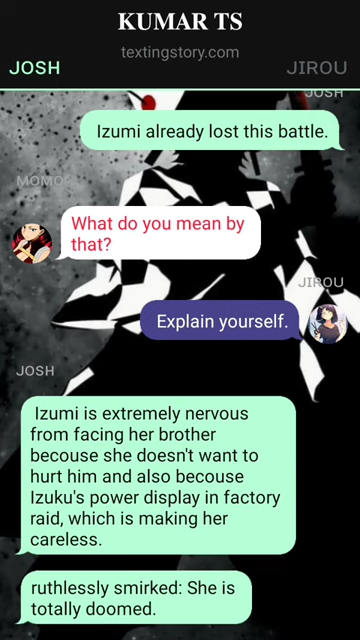 KUMAR TS
textingstory.com
JOSH
JIROU
JOSH
Izumi already lost this battle.
MOMO
What do you mean by
that?
JIROU
Explain yourself.
JOSH
Izumi is extremely nervous
from facing her brother
becouse she doesn't want to
hurt him and also becouse
Izuku's power display in factory
raid, which is making her
careless.
ruthlessly smirked: She is
totally doomed.